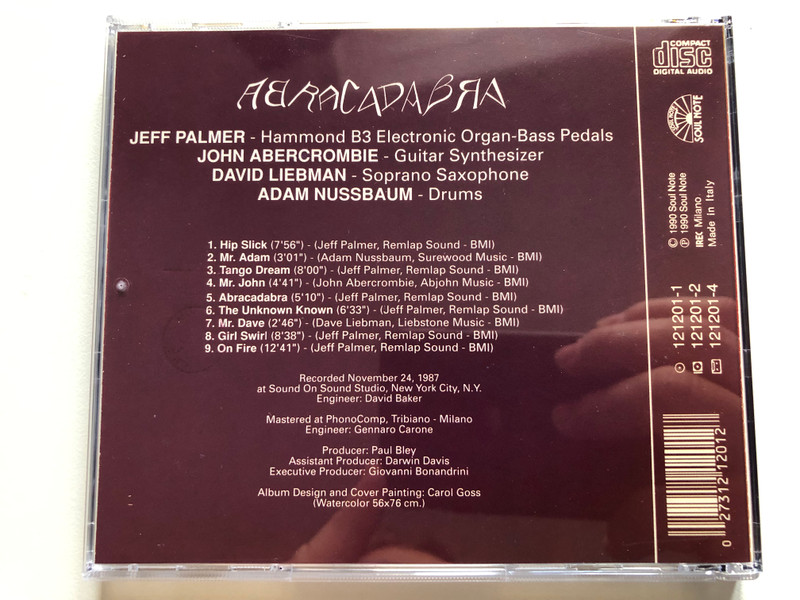 ABRACADABRA
JEFF PALMER - Hammond B3 Electronic Organ-Bass Pedals
JOHN ABERCROMBIE - Guitar Synthesizer
DAVID LIEBMAN - Soprano Saxophone
ADAM NUSSBAUM - Drums
1. Hip Slick (7'56") - (Jeff Palmer, Remlap Sound - BMI)
2. Mr. Adam (3'01") - (Adam Nussbaum, Surewood Music - BMI)
3. Tango Dream (8'00") - (Jeff Palmer, Remlap Sound - BMI)
4. Mr. John (4'41") - (John Abercrombie, Abjohn Music - BMI)
5. Abracadabra (5'10") - (Jeff Palmer, Remlap Sound - BMI)
6. The Unknown Known (6'33") - (Jeff Palmer, Remlap Sound - BMI)
7. Mr. Dave (2'46") - (Dave Liebman, Liebstone Music - BMI)
8. Girl Swirl (8'38") - (Jeff Palmer, Remlap Sound - BMI)
9. On Fire (12'41") - (Jeff Palmer, Remlap Sound - BMI)
Recorded November 24, 1987
at Sound On Sound Studio, New York City, N.Y.
Engineer: David Baker
Mastered at PhonoComp, Tribiano - Milano
Engineer: Gennaro Carone
Producer: Paul Bley
Assistant Producer: Darwin Davis
Executive Producer: Giovanni Bonandrini
Album Design and Cover Painting: Carol Goss
(Watercolor 56x76 cm.)
COMPACT
disc
DIGITAL AUDIO
SOUL NOTE
© 1990 Soul Note
℗ 1990 Soul Note
IREC Milano
Made in Italy
121201-1
121201-2
121201-4
0 27312 12012